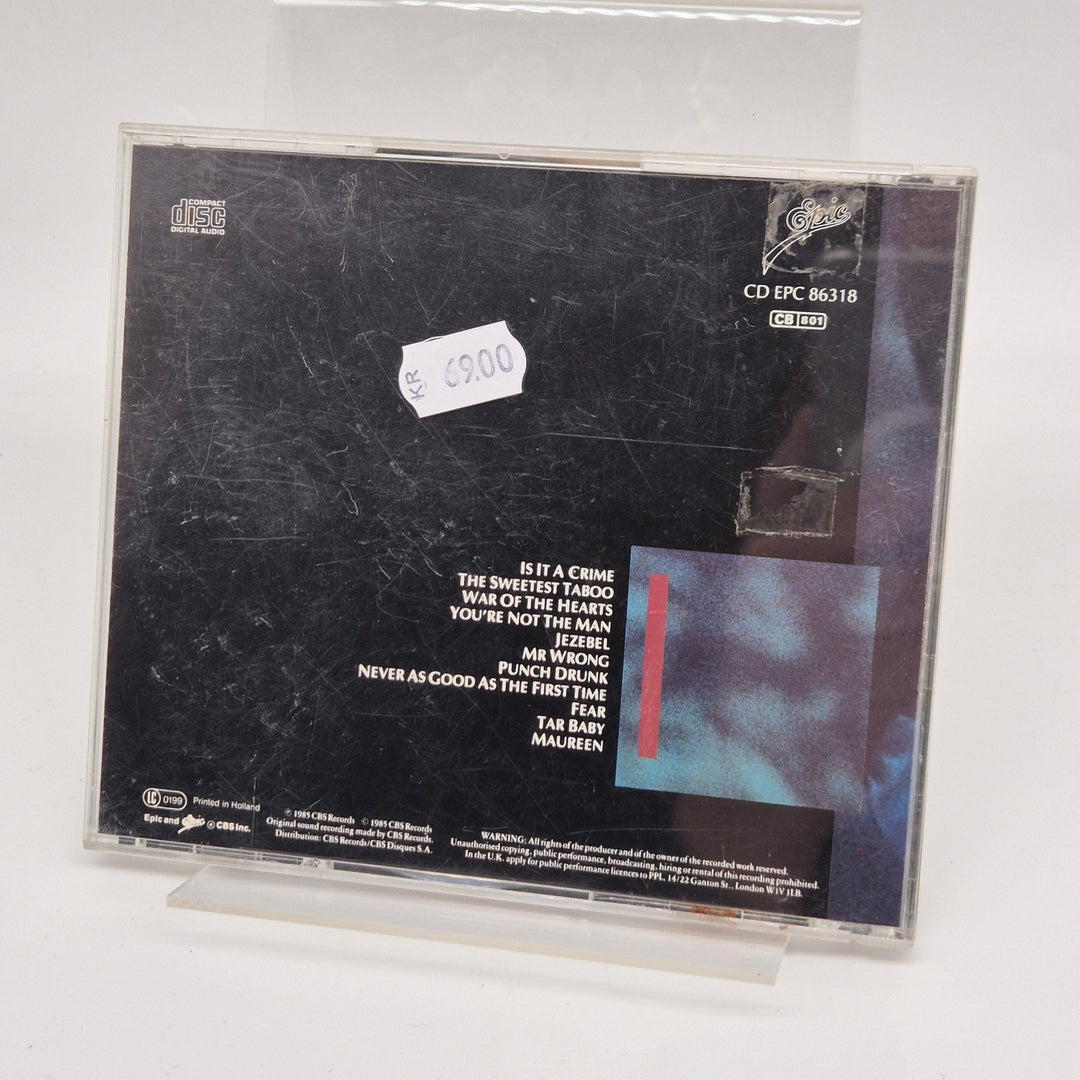 COMPACT
disc
DIGITAL AUDIO
Epic
CD EPC 86318
CB 801
KR 69.00
IS IT A CRIME
THE SWEETEST TABOO
WAR OF THE HEARTS
YOU'RE NOT THE MAN
JEZEBEL
MR WRONG
PUNCH DRUNK
NEVER AS GOOD AS THE FIRST TIME
FEAR
TAR BABY
MAUREEN
LC 0199 Printed in Holland
Epic and Epic ® CBS Inc.
℗ 1985 CBS Records © 1985 CBS Records
Original sound recording made by CBS Records.
Distribution: CBS Records/CBS Disques S.A.
WARNING: All rights of the producer and of the owner of the recorded work reserved.
Unauthorised copying, public performance, broadcasting, hiring or rental of this recording prohibited.
In the U.K. apply for public performance licences to PPL, 14/22 Ganton St., London W1V 1LB.